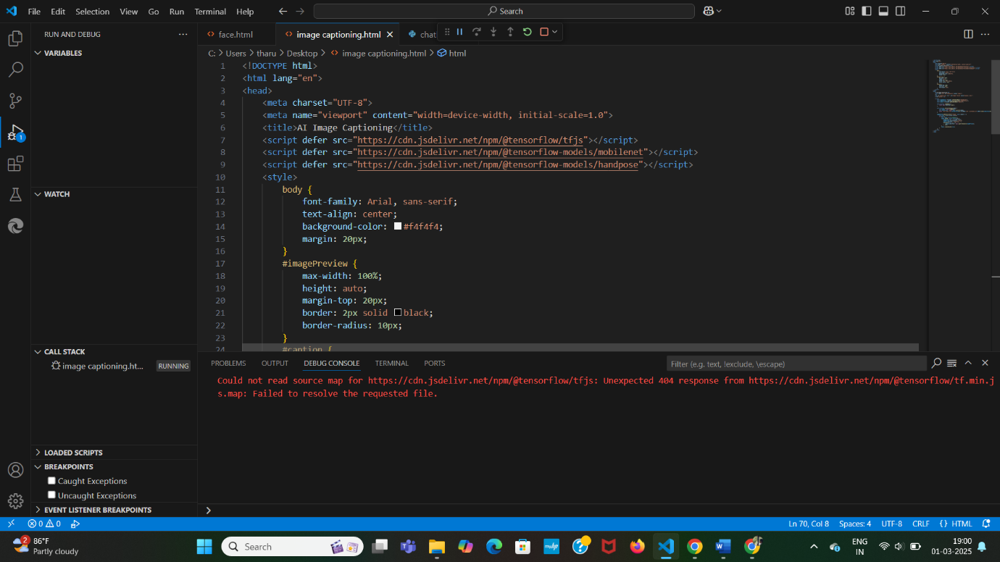 File Edit Selection View Go Run Terminal Help
Search
RUN AND DEBUG
VARIABLES
WATCH
CALL STACK
image captioning.ht...
RUNNING
LOADED SCRIPTS
BREAKPOINTS
Caught Exceptions
Uncaught Exceptions
EVENT LISTENER BREAKPOINTS
1
face.html
image captioning.html
chat
C: > Users > tharu > Desktop > image captioning.html > html
1 <!DOCTYPE html>
2 <html lang="en">
3 <head>
4 <meta charset="UTF-8">
5 <meta name="viewport" content="width=device-width, initial-scale=1.0">
6 <title>AI Image Captioning</title>
7 <script defer src="https://cdn.jsdelivr.net/npm/@tensorflow/tfjs"></script>
8 <script defer src="https://cdn.jsdelivr.net/npm/@tensorflow-models/mobilenet"></script>
9 <script defer src="https://cdn.jsdelivr.net/npm/@tensorflow-models/handpose"></script>
10 <style>
11 body {
12 font-family: Arial, sans-serif;
13 text-align: center;
14 background-color: #f4f4f4;
15 margin: 20px;
16 }
17 #imagePreview {
18 max-width: 100%;
19 height: auto;
20 margin-top: 20px;
21 border: 2px solid black;
22 border-radius: 10px;
23 }
24 #caption {
PROBLEMS OUTPUT DEBUG CONSOLE TERMINAL PORTS
Filter (e.g. text, !exclude, \escape)
Could not read source map for https://cdn.jsdelivr.net/npm/@tensorflow/tfjs: Unexpected 404 response from https://cdn.jsdelivr.net/npm/@tensorflow/tf.min.j
s.map: Failed to resolve the requested file.
0 0
Ln 70, Col 8 Spaces: 4 UTF-8 CRLF {} HTML
2
86°F
Partly cloudy
Search
ENG
IN
19:00
01-03-2025